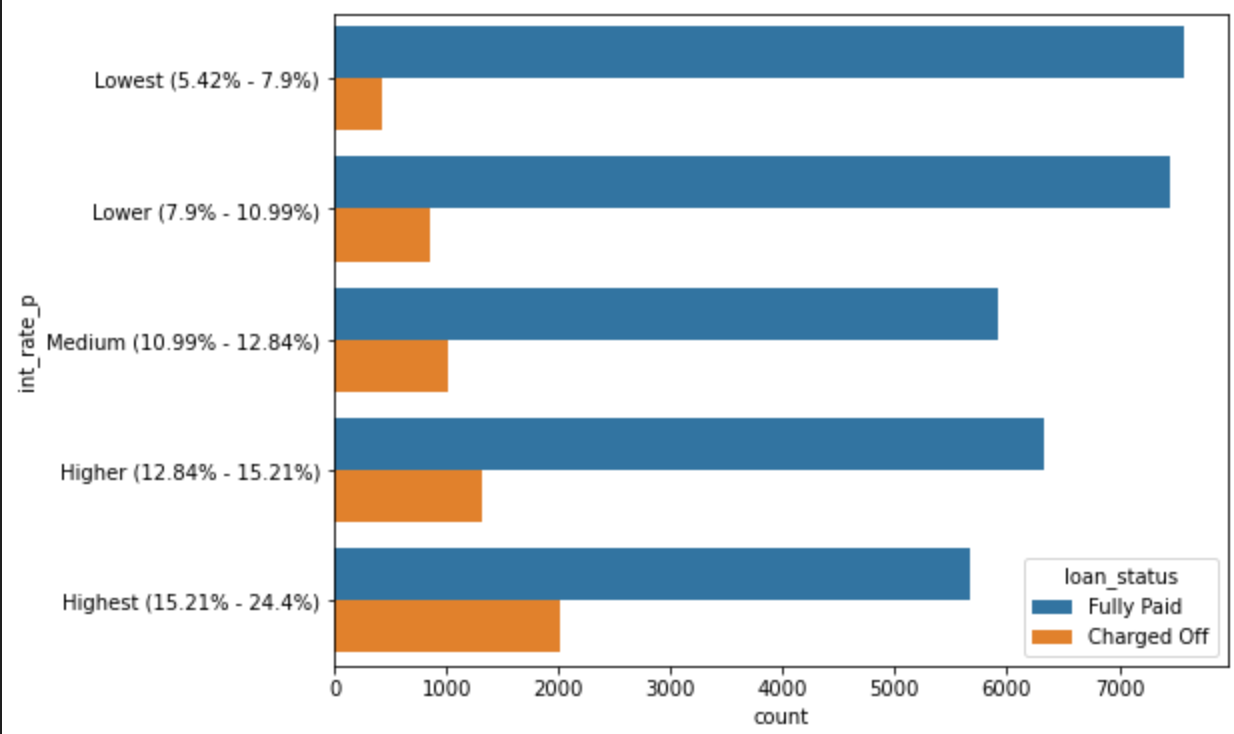 Lowest (5.42% - 7.9%)
Lower (7.9% - 10.99%)
Medium (10.99% - 12.84%)
Higher (12.84% - 15.21%)
Highest (15.21% - 24.4%)
int_rate_p
loan_status
Fully Paid
Charged Off
0 1000 2000 3000 4000 5000 6000 7000
count